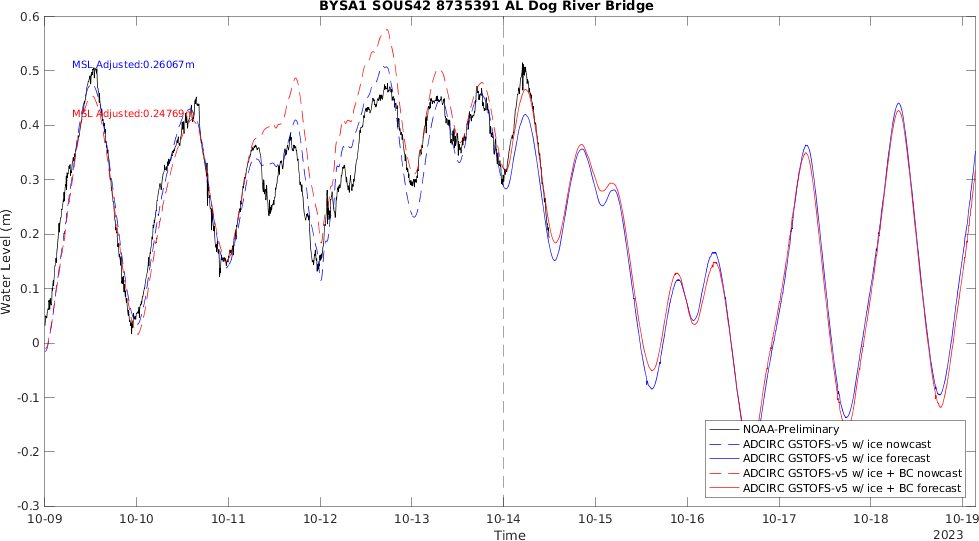 BYSA1 SOUS42 8735391 AL Dog River Bridge
0.6
0.5
0.4
0.3
0.2
0.1
0
-0.1
-0.2
-0.3
Water Level (m)
MSL Adjusted:0.26067m
MSL Adjusted:0.24769m
NOAA-Preliminary
ADCIRC GSTOFS-v5 w/ ice nowcast
ADCIRC GSTOFS-v5 w/ ice forecast
ADCIRC GSTOFS-v5 w/ ice + BC nowcast
ADCIRC GSTOFS-v5 w/ ice + BC forecast
10-09 10-10 10-11 10-12 10-13 10-14 10-15 10-16 10-17 10-18 10-19
Time
2023